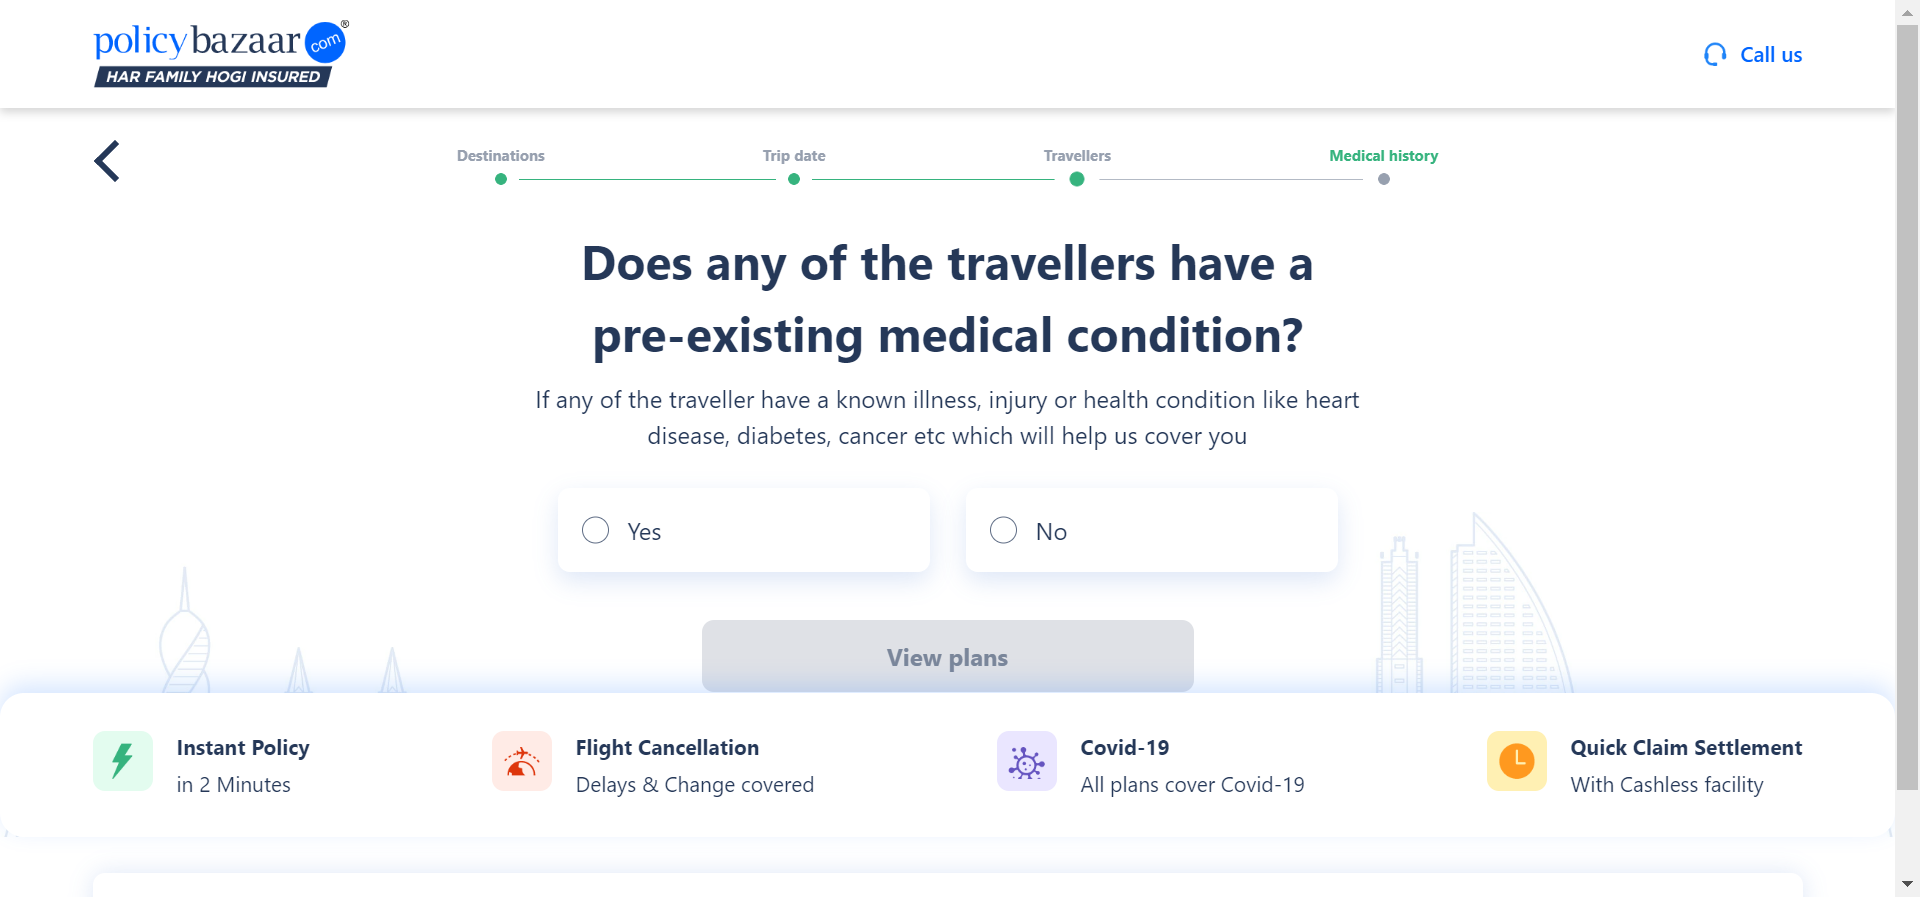 policybazaar com ®
HAR FAMILY HOGI INSURED
Call us
Destinations
Trip date
Travellers
Medical history
Does any of the travellers have a
pre-existing medical condition?
If any of the traveller have a known illness, injury or health condition like heart
disease, diabetes, cancer etc which will help us cover you
Yes
No
View plans
Instant Policy
in 2 Minutes
Flight Cancellation
Delays & Change covered
Covid-19
All plans cover Covid-19
Quick Claim Settlement
With Cashless facility